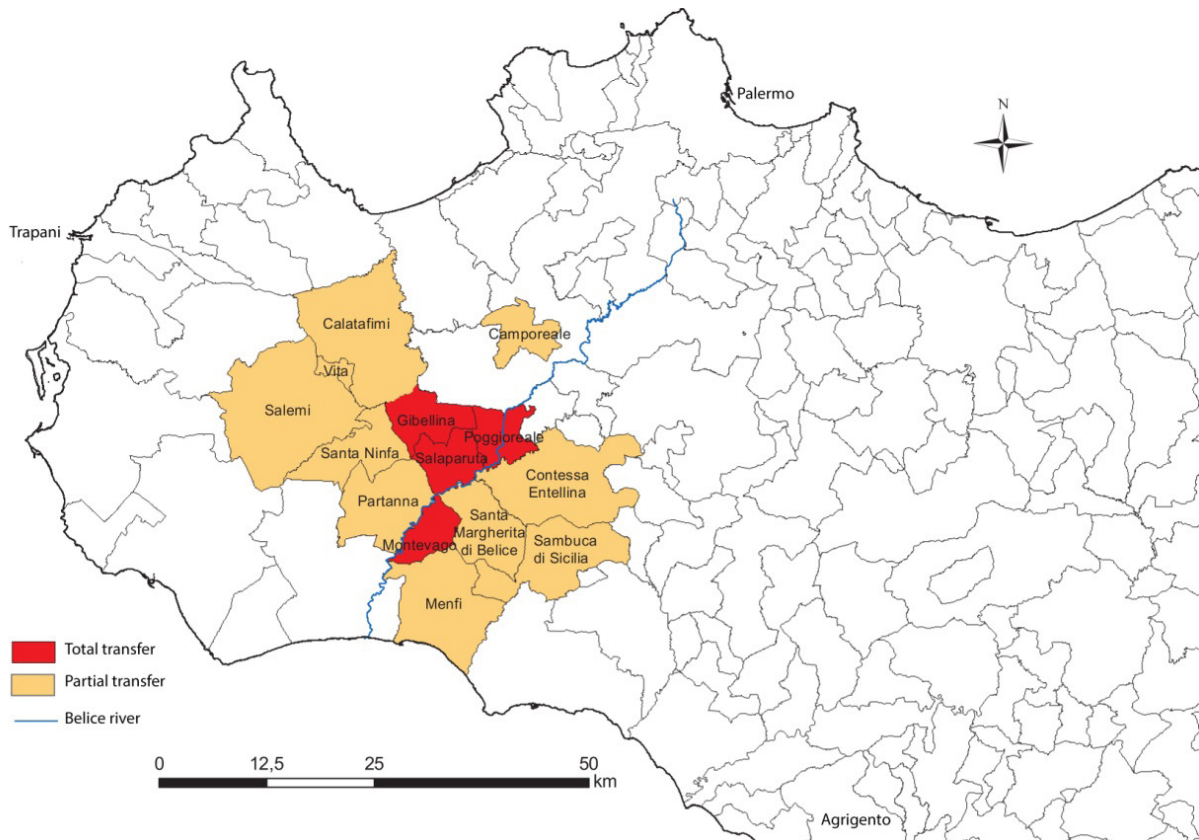 Palermo
N
Trapani
Calatafimi
Camporeale
Vita
Salemi
Gibellina
Poggioreale
Santa Ninfa
Salaparuta
Contessa
Entellina
Partanna
Santa
Margherita
di Belice
Montevago
Sambuca
di Sicilia
Menfi
Total transfer
Partial transfer
Belice river
0 12,5 25 50
km
Agrigento